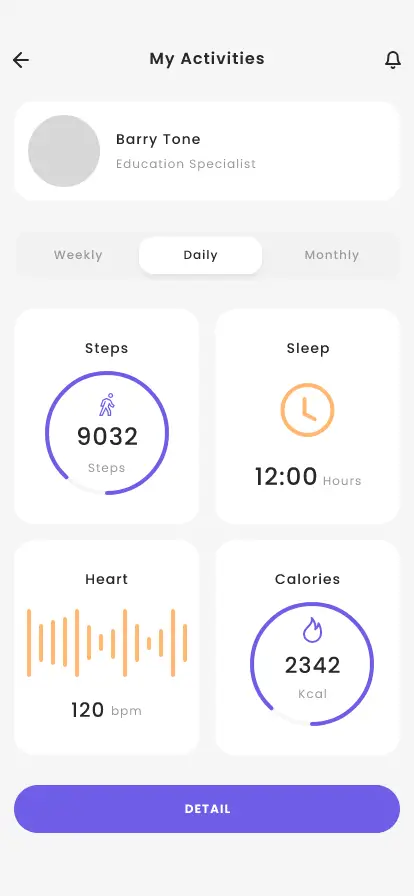 My Activities
Barry Tone
Education Specialist
Weekly Daily Monthly
Steps
9032
Steps
Sleep
12:00 Hours
Heart
120 bpm
Calories
2342
Kcal
DETAIL